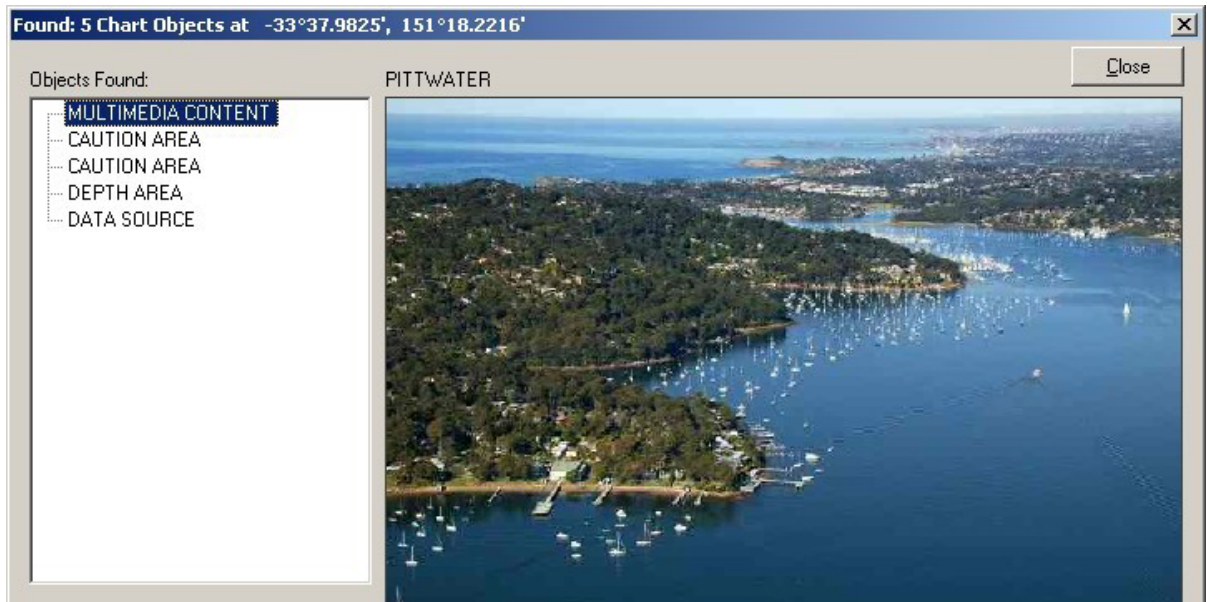 Found: 5 Chart Objects at -33°37.9825', 151°18.2216'
Close
Objects Found:
PITTWATER
MULTIMEDIA CONTENT
CAUTION AREA
CAUTION AREA
DEPTH AREA
DATA SOURCE